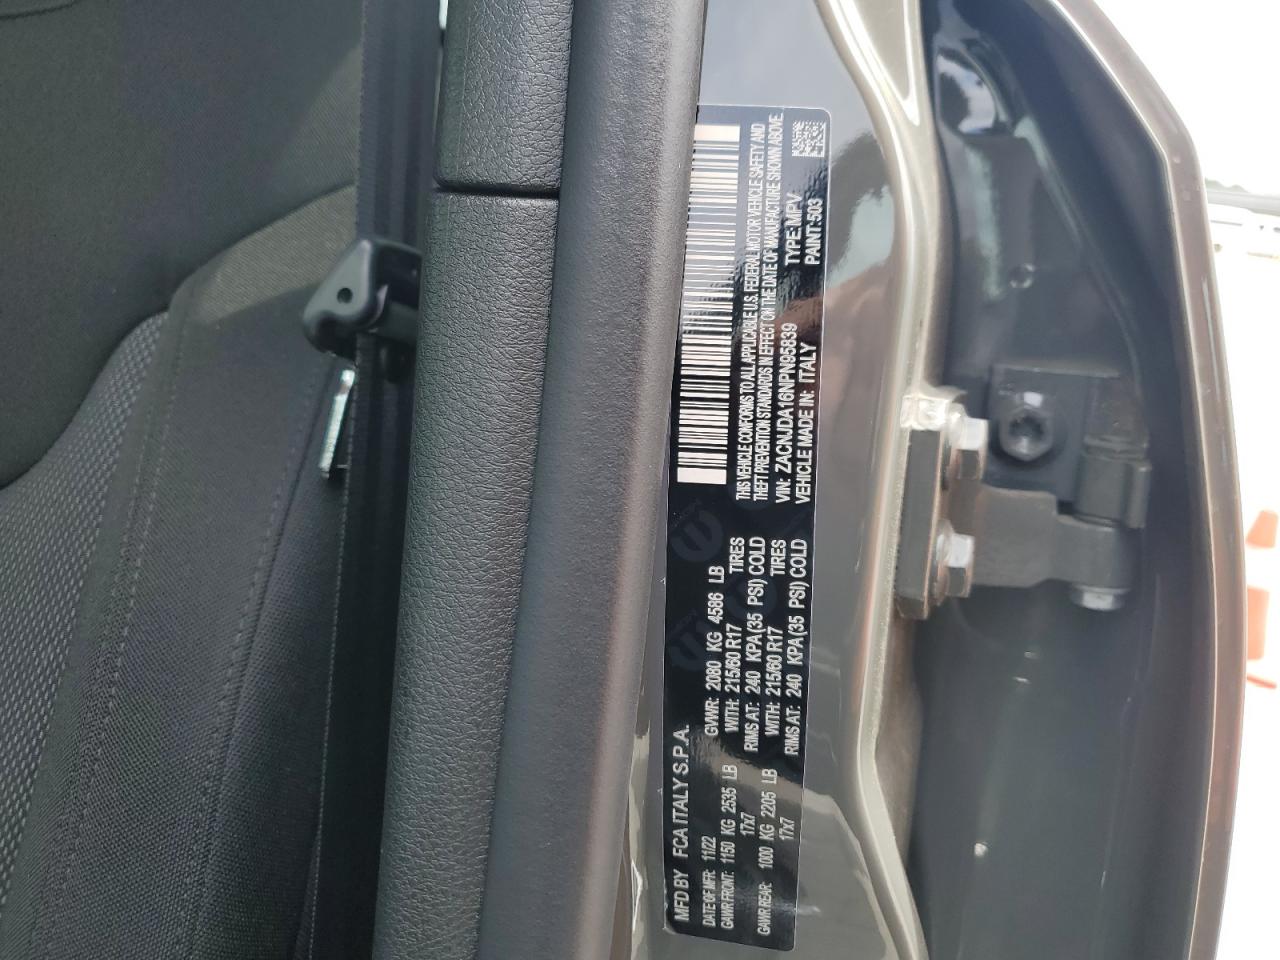 MFD BY FCA ITALY S.P.A.
DATE OF MFR: 11/22 GVWR: 2080 KG 4586 LB
GAWR FRONT: 1150 KG 2535 LB WITH: 215/60 R17 TIRES
17x7 RIMS AT: 240 KPA(35 PSI) COLD
GAWR REAR: 1000 KG 2205 LB WITH: 215/60 R17 TIRES
17x7 RIMS AT: 240 KPA(35 PSI) COLD
THIS VEHICLE CONFORMS TO ALL APPLICABLE U.S. FEDERAL MOTOR VEHICLE SAFETY AND
THEFT PREVENTION STANDARDS IN EFFECT ON THE DATE OF MANUFACTURE SHOWN ABOVE.
VIN: ZACNJDA16NPN95839 TYPE: MPV
VEHICLE MADE IN: ITALY PAINT: 503